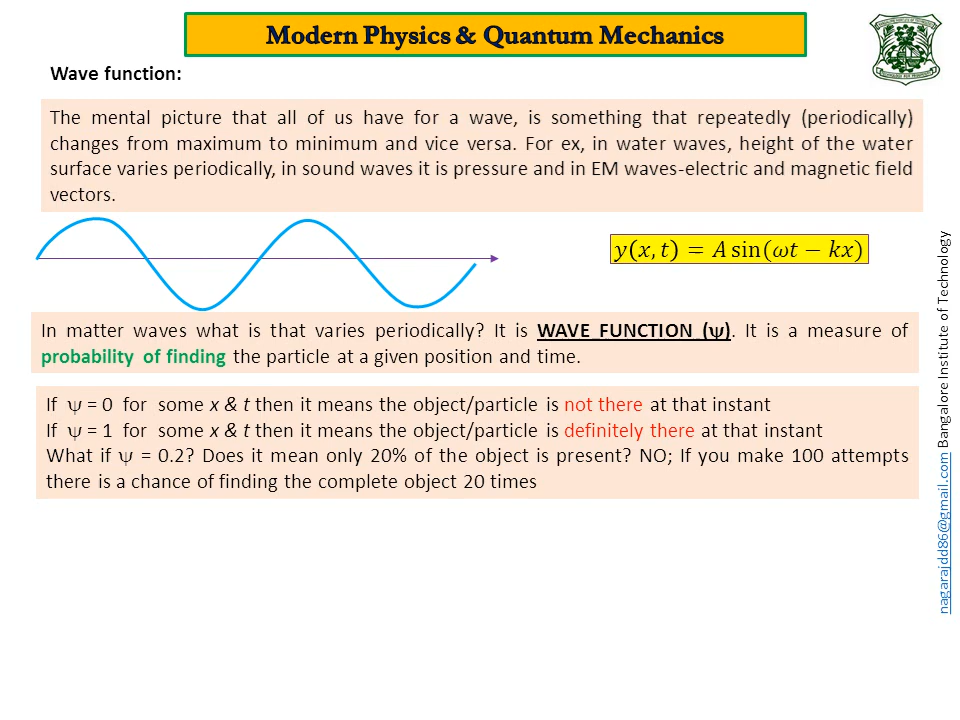 Modern Physics & Quantum Mechanics
Wave function:
The mental picture that all of us have for a wave, is something that repeatedly (periodically)
changes from maximum to minimum and vice versa. For ex, in water waves, height of the water
surface varies periodically, in sound waves it is pressure and in EM waves-electric and magnetic field
vectors.
y(x, t) = A sin(ωt − kx)
In matter waves what is that varies periodically? It is WAVE FUNCTION (ψ). It is a measure of
probability of finding the particle at a given position and time.
If ψ = 0 for some x & t then it means the object/particle is not there at that instant
If ψ = 1 for some x & t then it means the object/particle is definitely there at that instant
What if ψ = 0.2? Does it mean only 20% of the object is present? NO; If you make 100 attempts
there is a chance of finding the complete object 20 times
nagarajdd86@gmail.com Bangalore Institute of Technology